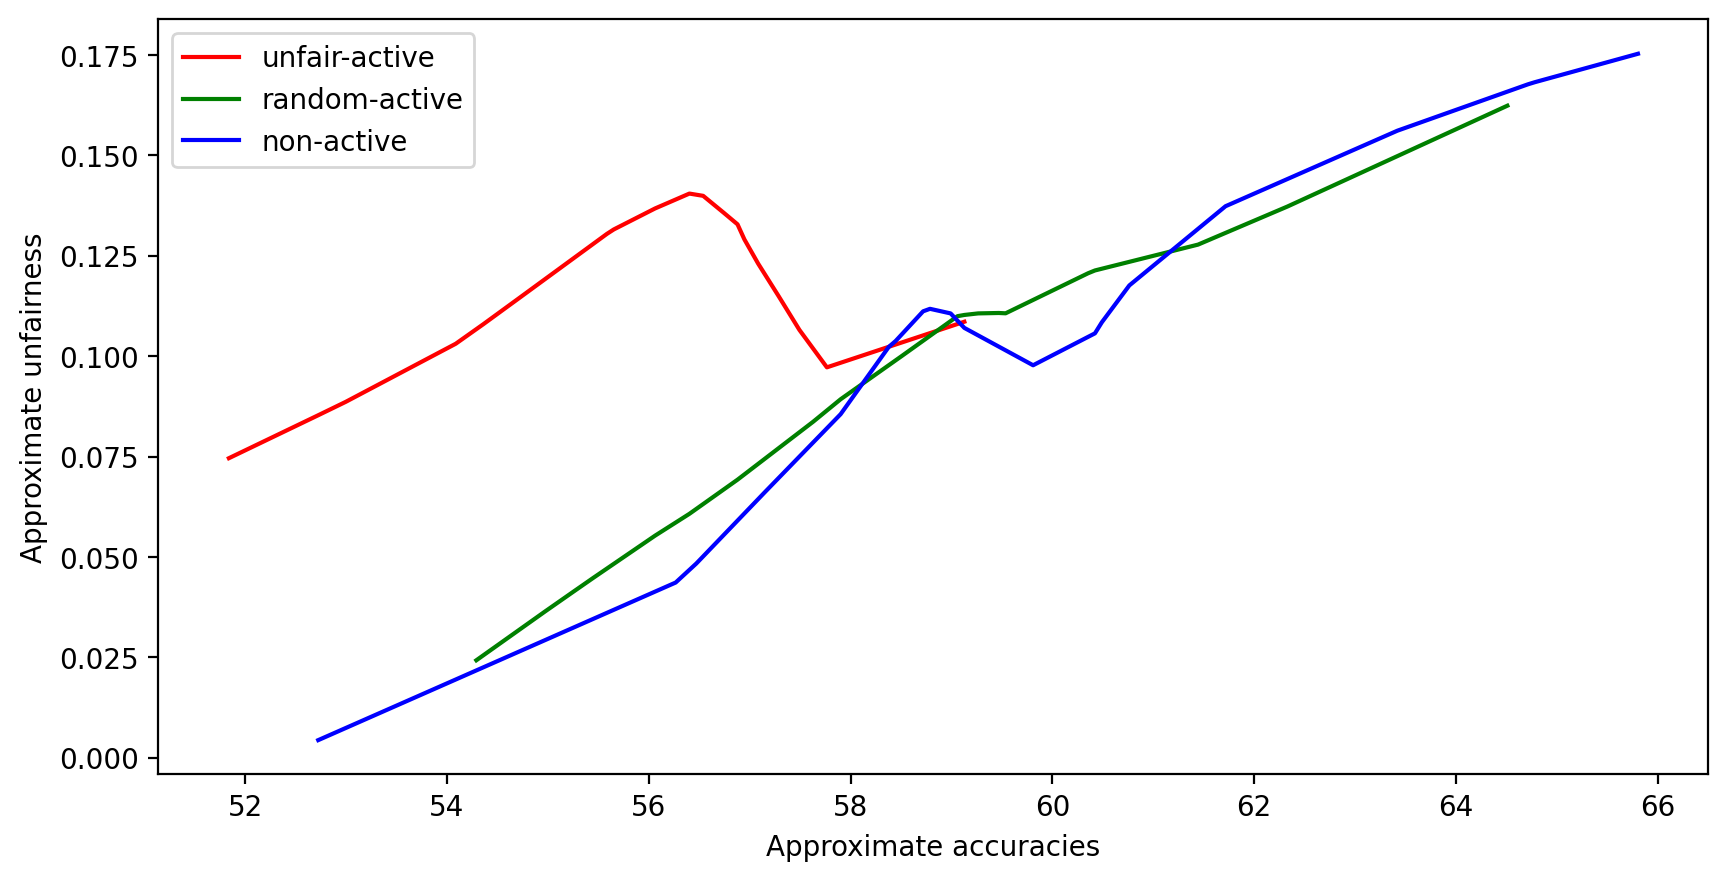 unfair-active
random-active
non-active
Approximate unfairness
0.175
0.150
0.125
0.100
0.075
0.050
0.025
0.000
52 54 56 58 60 62 64 66
Approximate accuracies